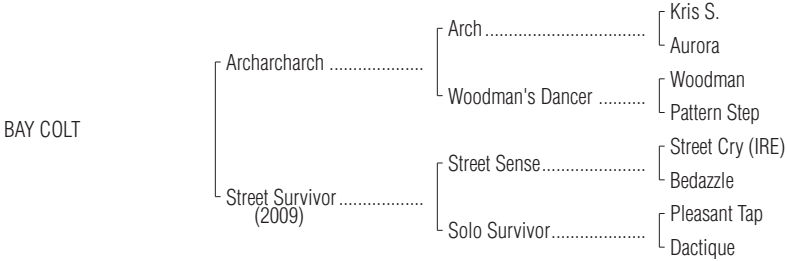 Kris S.
Arch ................................
Aurora
Archarcharch ....................
Woodman
Woodman's Dancer ..........
Pattern Step
BAY COLT
Street Cry (IRE)
Street Sense......................
Bedazzle
Street Survivor ..................
(2009)
Pleasant Tap
Solo Survivor....................
Dactique